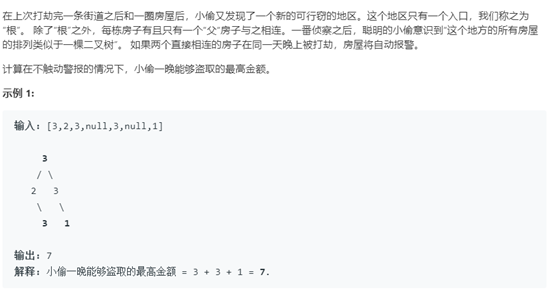 在上次打劫完一条街道之后和一圈房屋后，小偷又发现了一个新的可行窃的地区。这个地区只有一个入口，我们称之为
“根”。 除了“根”之外，每栋房子有且只有一个“父“房子与之相连。一番侦察之后，聪明的小偷意识到“这个地方的所有房屋
的排列类似于一棵二叉树”。 如果两个直接相连的房子在同一天晚上被打劫，房屋将自动报警。
计算在不触动警报的情况下，小偷一晚能够盗取的最高金额。
示例 1:
输入: [3,2,3,null,3,null,1]
3
/ \
2 3
\ \
3 1
输出: 7
解释: 小偷一晚能够盗取的最高金额 = 3 + 3 + 1 = 7.